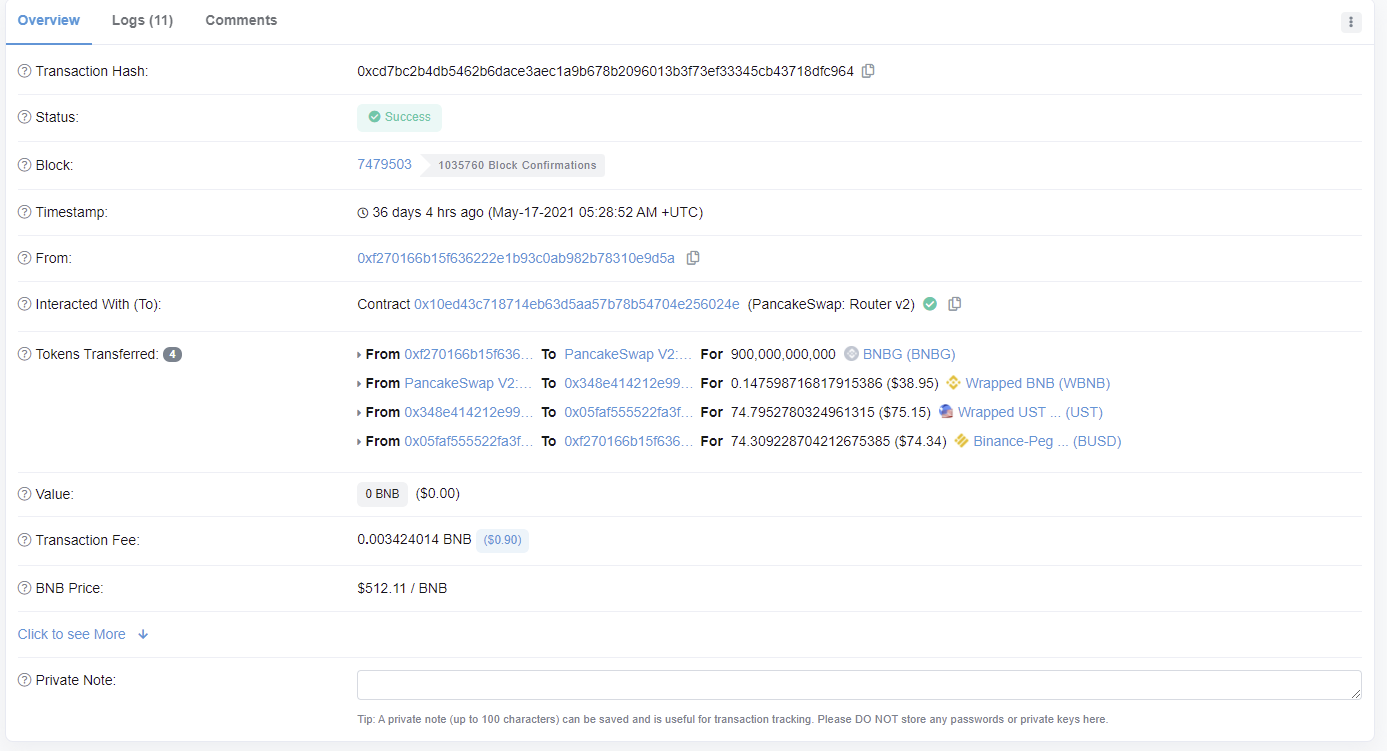 Overview Logs (11) Comments
Transaction Hash: 0xcd7bc2b4db5462b6dace3aec1a9b678b2096013b3f73ef33345cb43718dfc964
Status: Success
Block: 7479503 1035760 Block Confirmations
Timestamp: 36 days 4 hrs ago (May-17-2021 05:28:52 AM +UTC)
From: 0xf270166b15f636222e1b93c0ab982b78310e9d5a
Interacted With (To): Contract 0x10ed43c718714eb63d5aa57b78b54704e256024e (PancakeSwap: Router v2)
Tokens Transferred: 4 From 0xf270166b15f636... To PancakeSwap V2:... For 900,000,000,000 BNBG (BNBG)
From PancakeSwap V2:... To 0x348e414212e99... For 0.147598716817915386 ($38.95) Wrapped BNB (WBNB)
From 0x348e414212e99... To 0x05faf555522fa3f... For 74.7952780324961315 ($75.15) Wrapped UST ... (UST)
From 0x05faf555522fa3f... To 0xf270166b15f636... For 74.309228704212675385 ($74.34) Binance-Peg ... (BUSD)
Value: 0 BNB ($0.00)
Transaction Fee: 0.003424014 BNB ($0.90)
BNB Price: $512.11 / BNB
Click to see More
Private Note:
Tip: A private note (up to 100 characters) can be saved and is useful for transaction tracking. Please DO NOT store any passwords or private keys here.